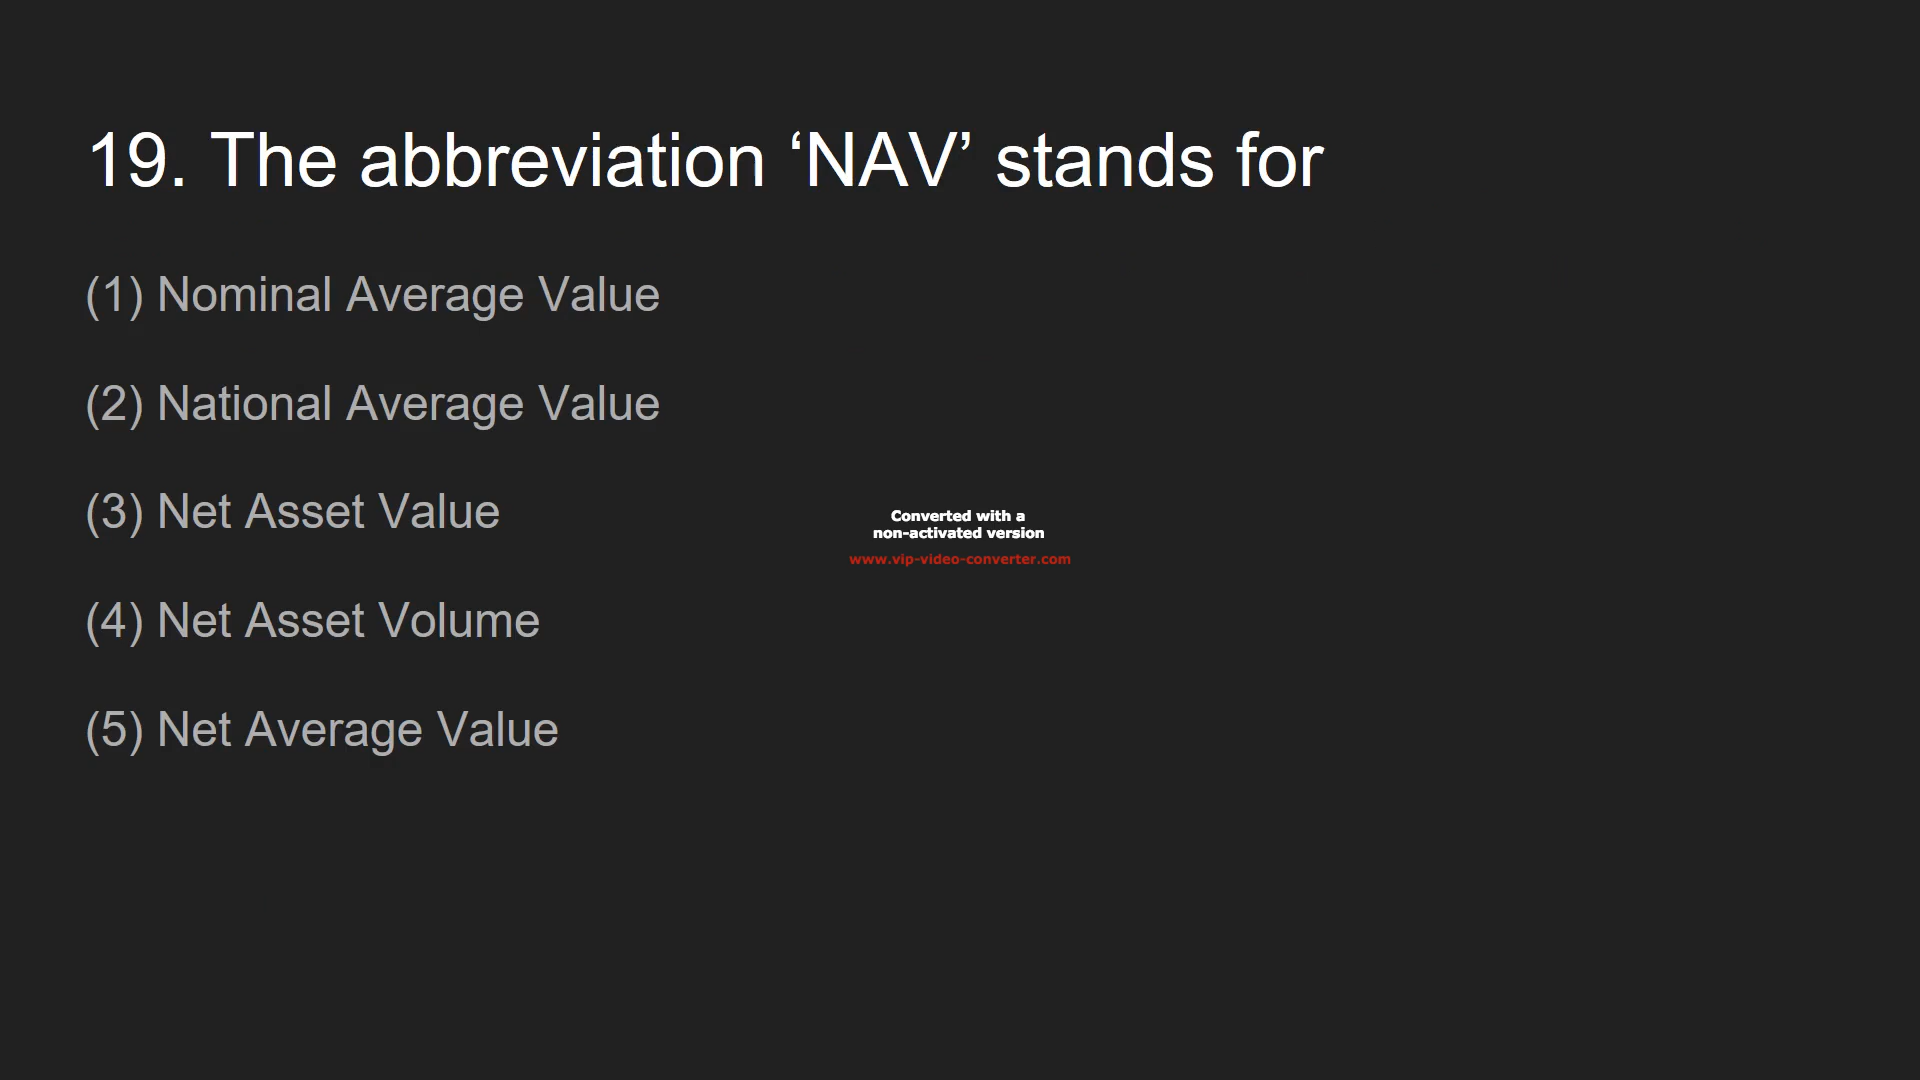 19. The abbreviation ‘NAV’ stands for
(1) Nominal Average Value
(2) National Average Value
(3) Net Asset Value
(4) Net Asset Volume
(5) Net Average Value
Converted with a
non-activated version
www.vip-video-converter.com